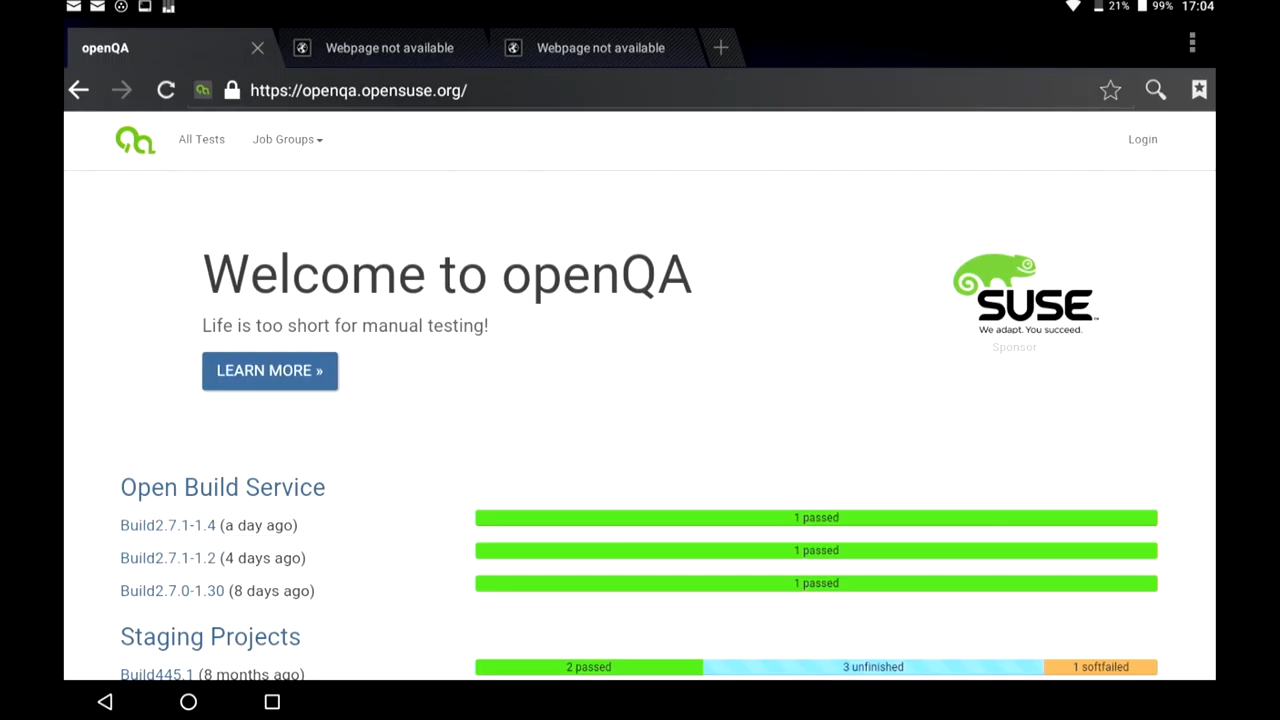 21% 99% 17:04
openQA Webpage not available Webpage not available
https://openqa.opensuse.org/
All Tests Job Groups Login
Welcome to openQA
Life is too short for manual testing!
LEARN MORE »
SUSE™
We adapt. You succeed.
Sponsor
Open Build Service
Build2.7.1-1.4 (a day ago) 1 passed
Build2.7.1-1.2 (4 days ago) 1 passed
Build2.7.0-1.30 (8 days ago) 1 passed
Staging Projects
Build445.1 (8 months ago) 2 passed 3 unfinished 1 softfailed